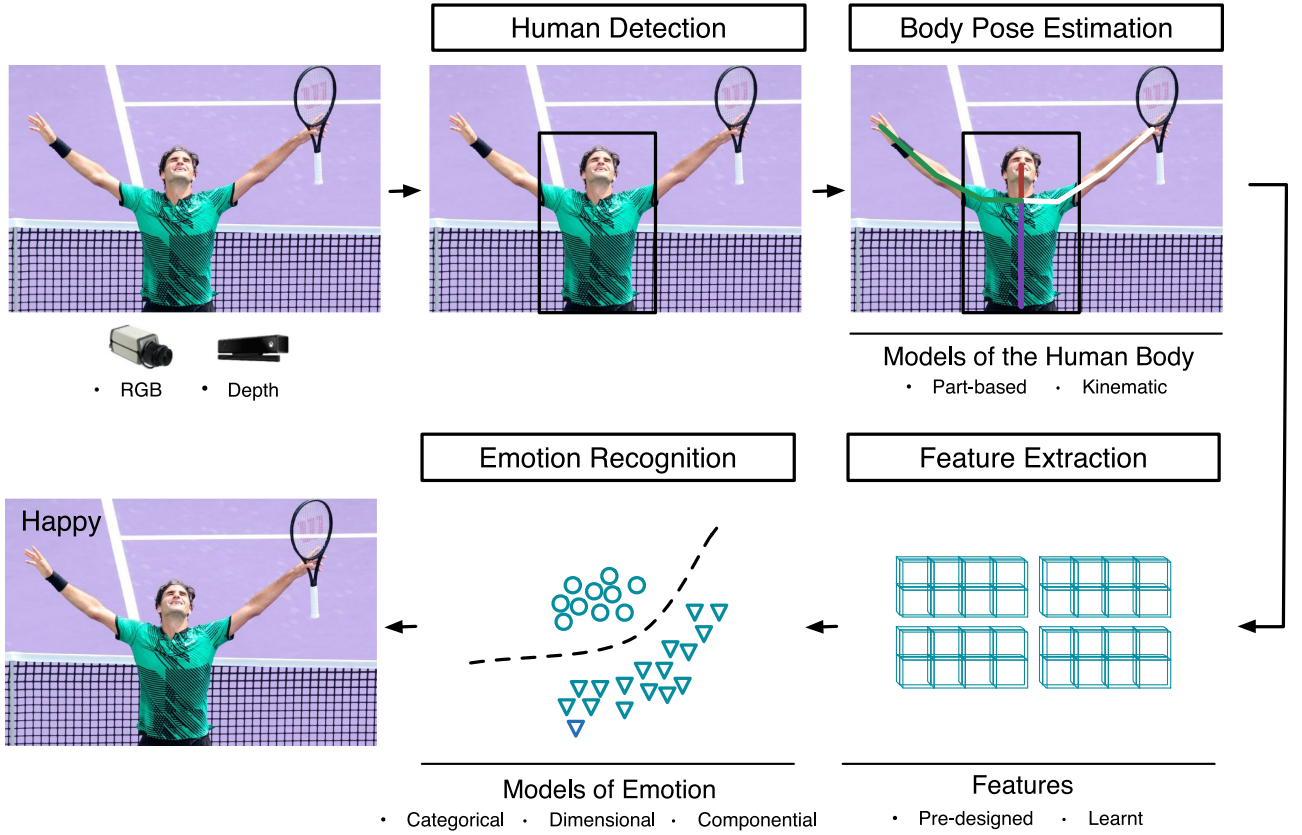 Human Detection
Body Pose Estimation
• RGB • Depth
Models of the Human Body
• Part-based • Kinematic
Emotion Recognition
Feature Extraction
Happy
Models of Emotion
• Categorical • Dimensional • Componential
Features
• Pre-designed • Learnt